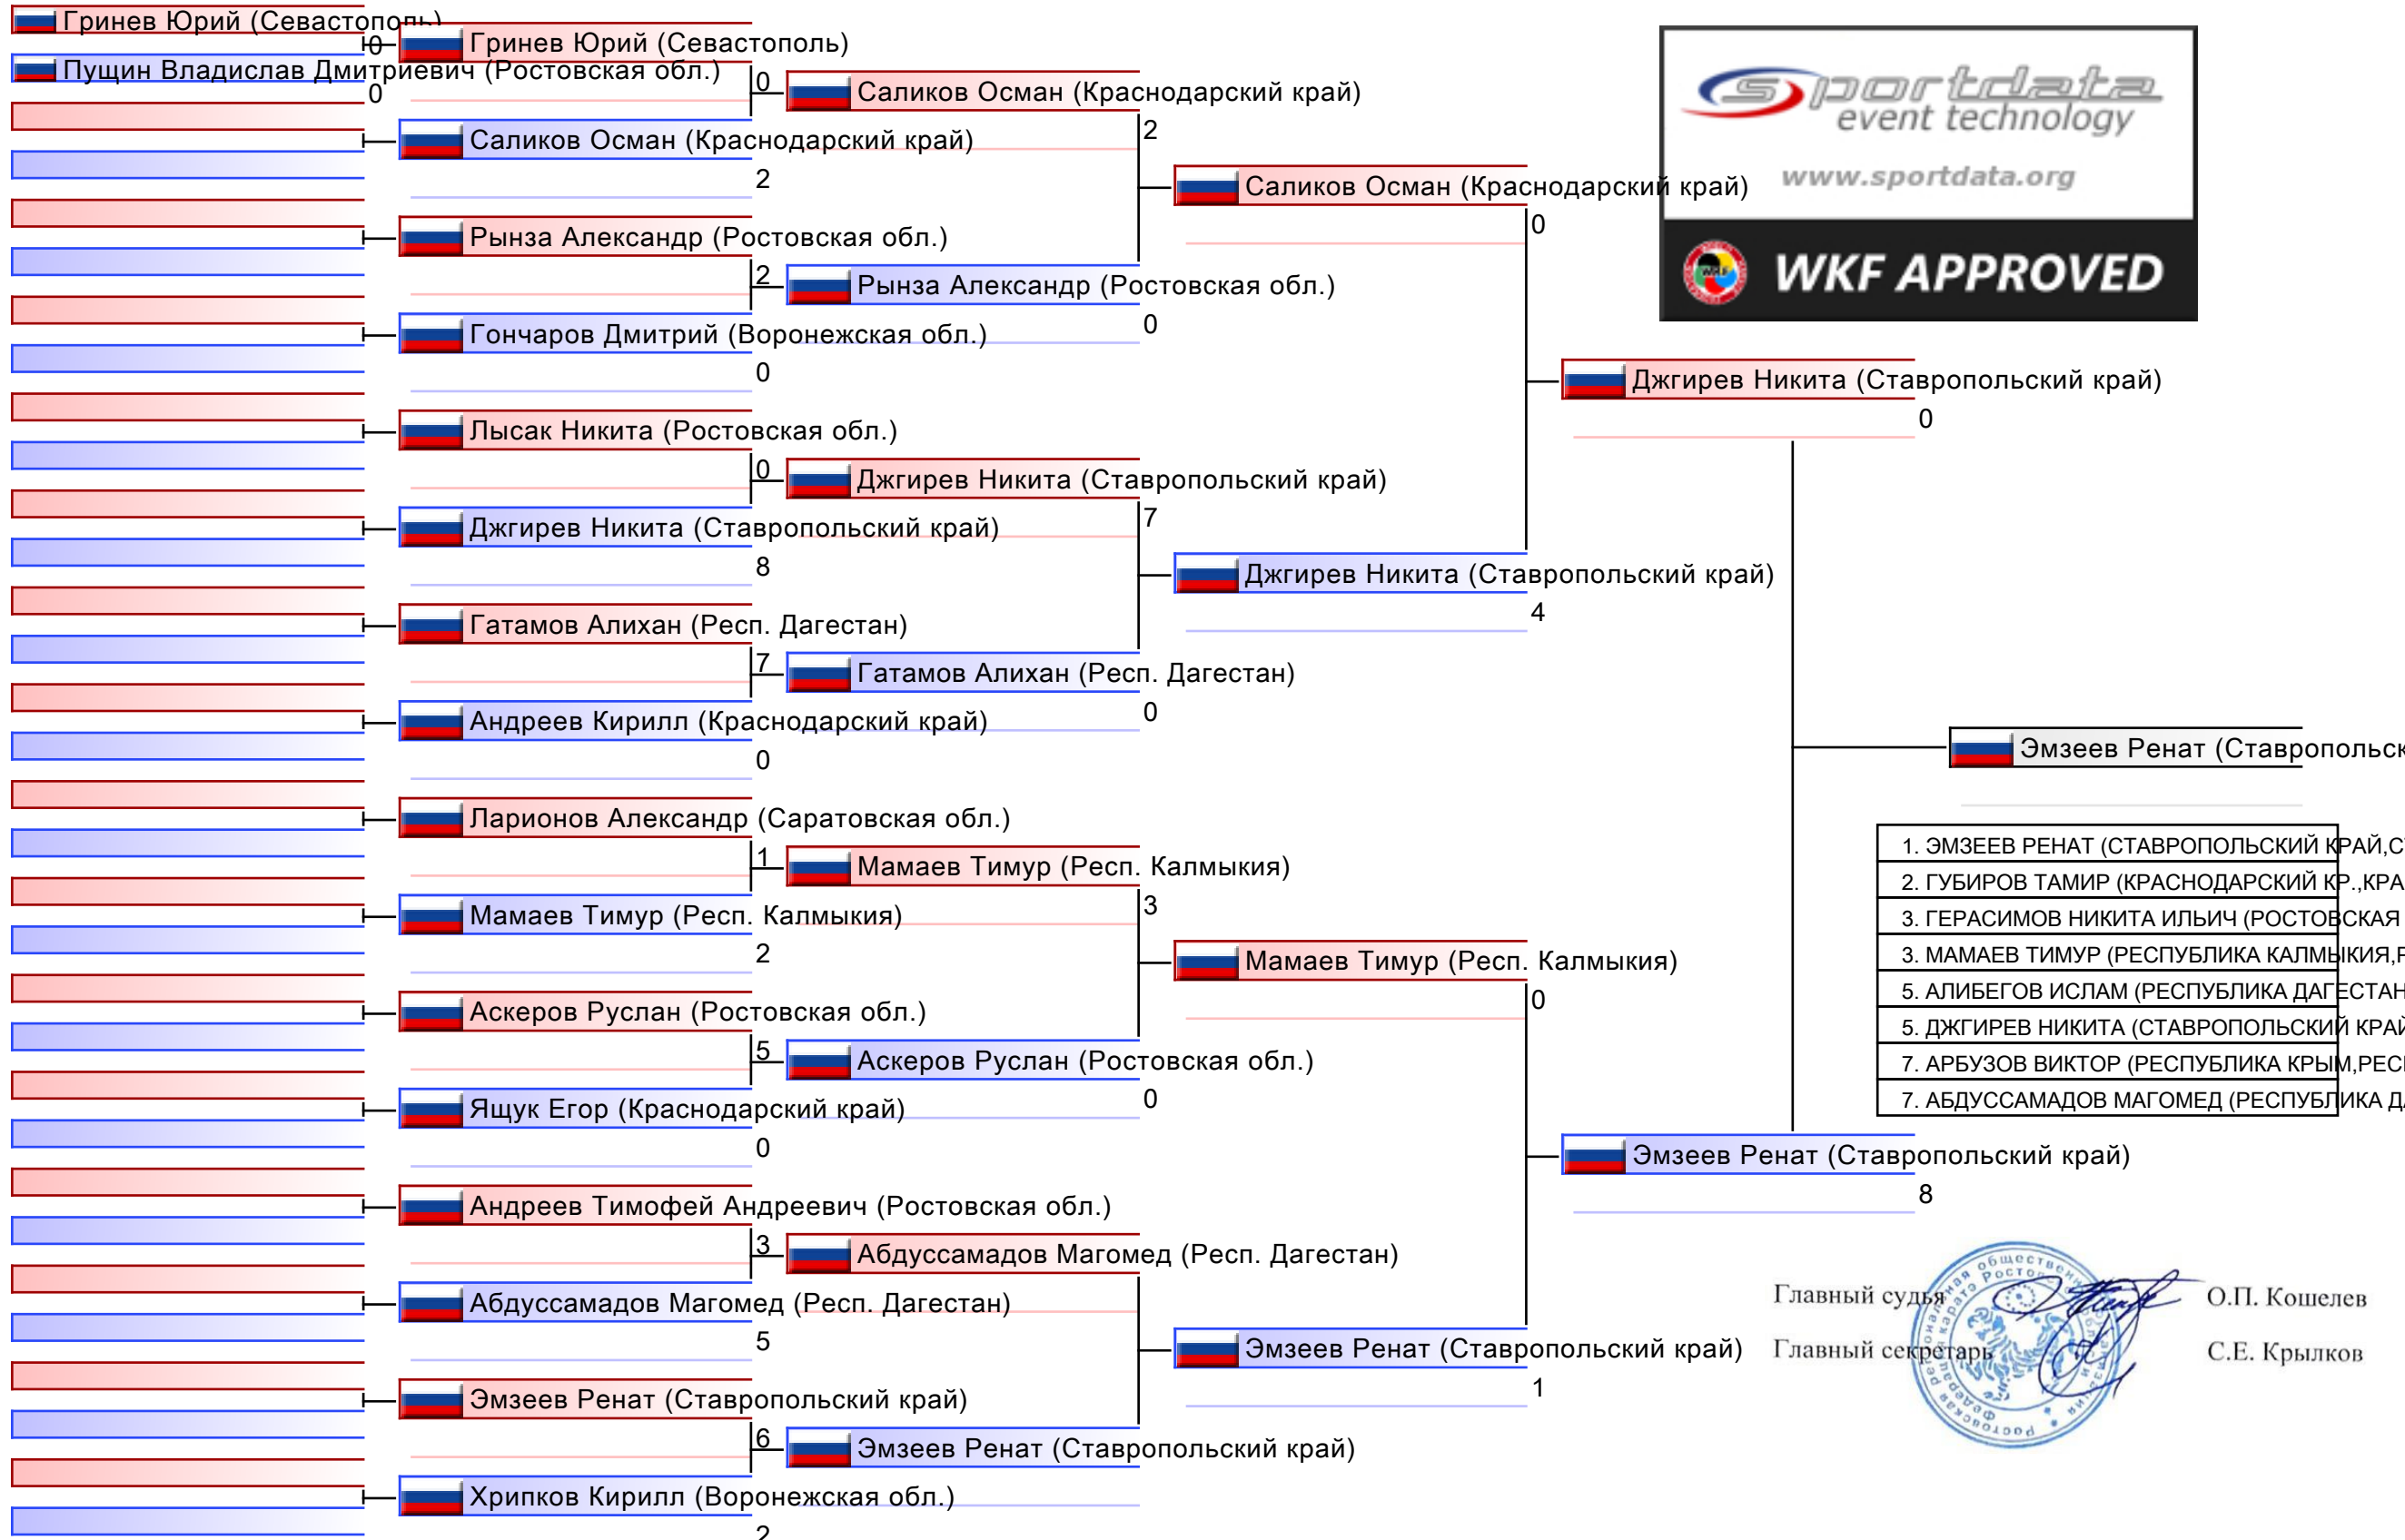 Гринев Юрий (Севастополь)
0
Пущин Владислав Дмитриевич (Ростовская обл.)
0
Гринев Юрий (Севастополь)
0
Саликов Осман (Краснодарский край)
2
Рынза Александр (Ростовская обл.)
2
Гончаров Дмитрий (Воронежская обл.)
0
Лысак Никита (Ростовская обл.)
0
Джгирев Никита (Ставропольский край)
8
Гатамов Алихан (Респ. Дагестан)
7
Андреев Кирилл (Краснодарский край)
0
Ларионов Александр (Саратовская обл.)
1
Мамаев Тимур (Респ. Калмыкия)
2
Аскеров Руслан (Ростовская обл.)
5
Ящук Егор (Краснодарский край)
0
Андреев Тимофей Андреевич (Ростовская обл.)
3
Абдуссамадов Магомед (Респ. Дагестан)
5
Эмзеев Ренат (Ставропольский край)
6
Хрипков Кирилл (Воронежская обл.)
2
Саликов Осман (Краснодарский край)
2
Рынза Александр (Ростовская обл.)
0
Джгирев Никита (Ставропольский край)
7
Гатамов Алихан (Респ. Дагестан)
0
Мамаев Тимур (Респ. Калмыкия)
3
Аскеров Руслан (Ростовская обл.)
0
Абдуссамадов Магомед (Респ. Дагестан)
Эмзеев Ренат (Ставропольский край)
Саликов Осман (Краснодарский край)
0
Джгирев Никита (Ставропольский край)
4
Мамаев Тимур (Респ. Калмыкия)
0
Эмзеев Ренат (Ставропольский край)
1
Джгирев Никита (Ставропольский край)
0
Эмзеев Ренат (Ставропольский край)
8
sportdata
event technology
www.sportdata.org
WKF APPROVED
Эмзеев Ренат (Ставропольск
1. ЭМЗЕЕВ РЕНАТ (СТАВРОПОЛЬСКИЙ КРАЙ,С
2. ГУБИРОВ ТАМИР (КРАСНОДАРСКИЙ КР.,КРА
3. ГЕРАСИМОВ НИКИТА ИЛЬИЧ (РОСТОВСКАЯ
3. МАМАЕВ ТИМУР (РЕСПУБЛИКА КАЛМЫКИЯ,Р
5. АЛИБЕГОВ ИСЛАМ (РЕСПУБЛИКА ДАГЕСТАН
5. ДЖГИРЕВ НИКИТА (СТАВРОПОЛЬСКИЙ КРАЙ
7. АРБУЗОВ ВИКТОР (РЕСПУБЛИКА КРЫМ,РЕС
7. АБДУССАМАДОВ МАГОМЕД (РЕСПУБЛИКА ДА
Главный судья О.П. Кошелев
Главный секретарь С.Е. Крылков